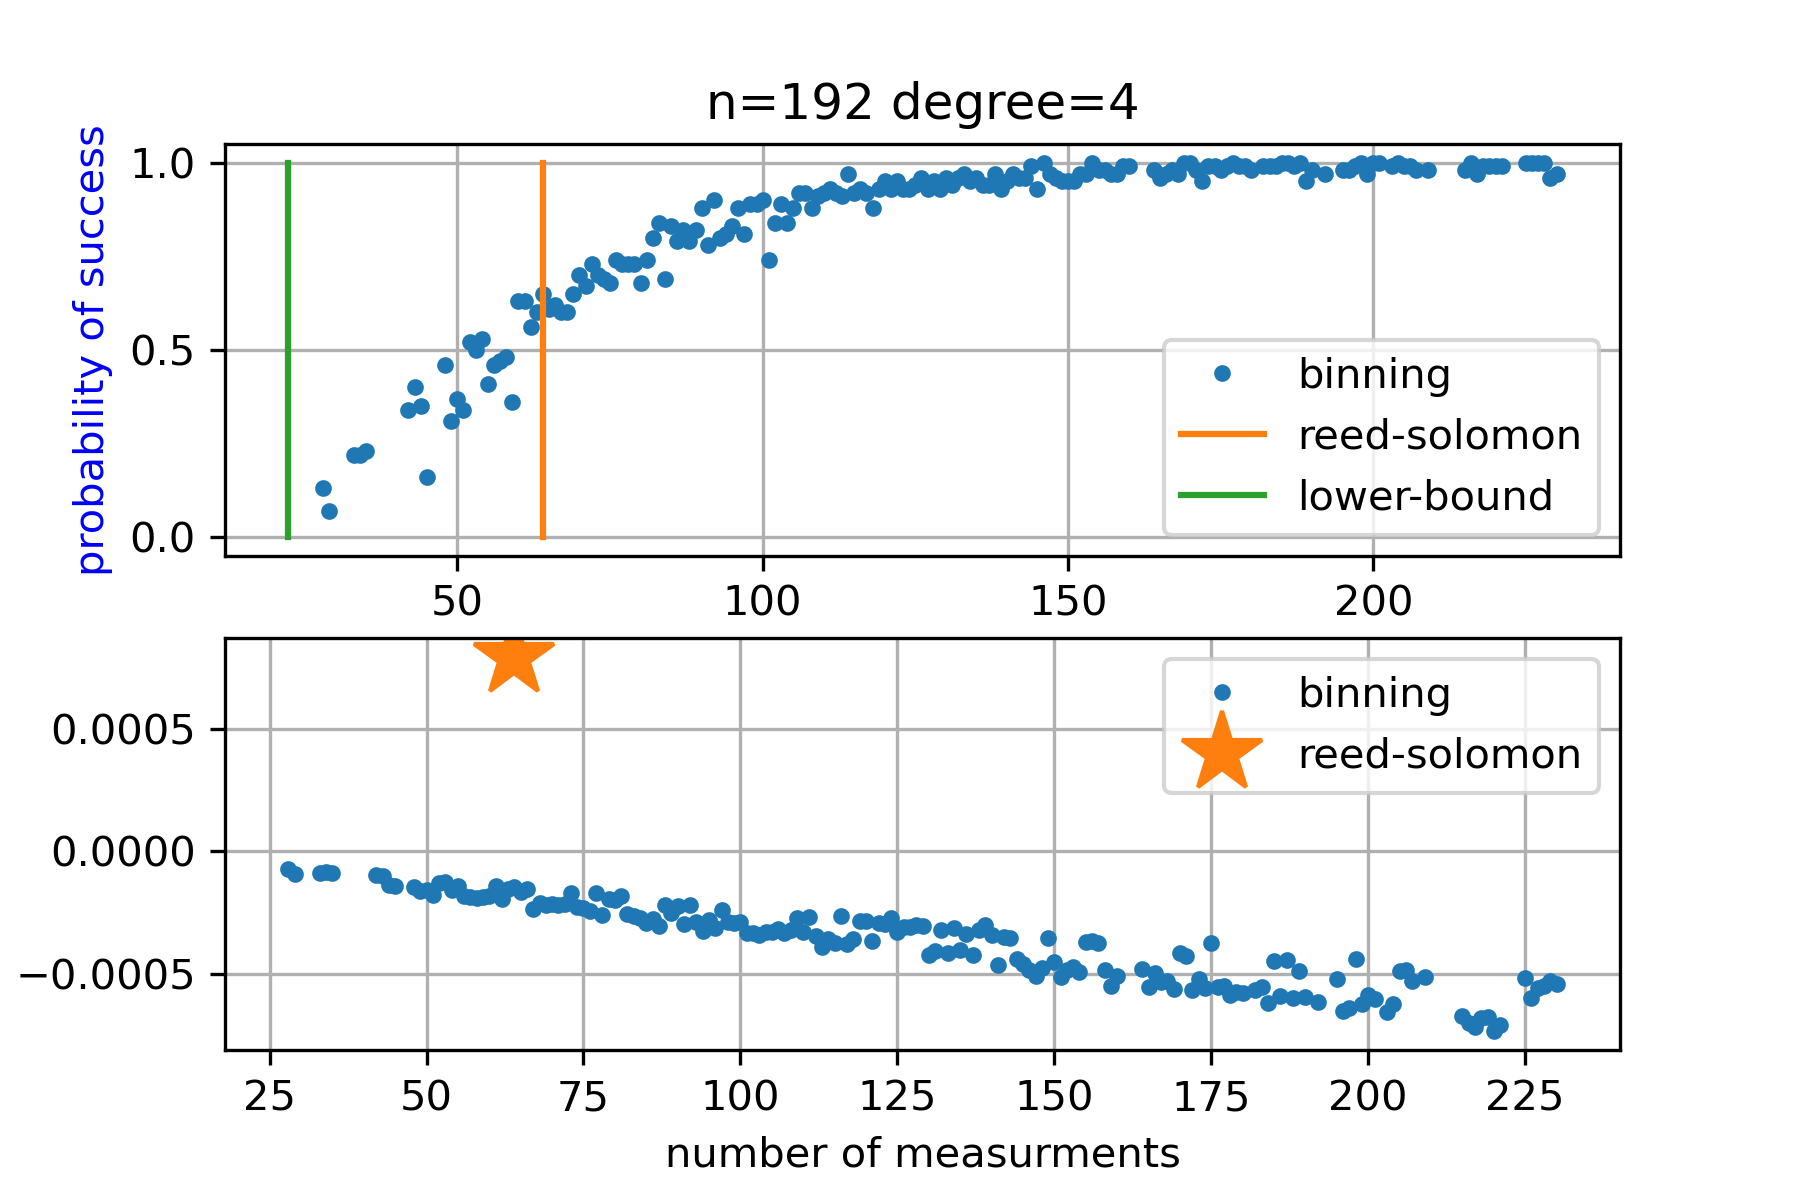 n=192 degree=4
probability of success
1.0
0.5
0.0
binning
reed-solomon
lower-bound
50 100 150 200
binning
reed-solomon
0.0005
0.0000
−0.0005
25 50 75 100 125 150 175 200 225
number of measurments